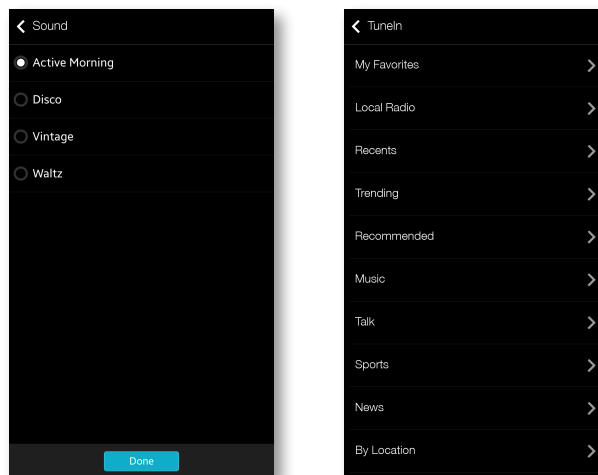 Sound
Active Morning
Disco
Vintage
Waltz
Done
TuneIn
My Favorites
Local Radio
Recents
Trending
Recommended
Music
Talk
Sports
News
By Location